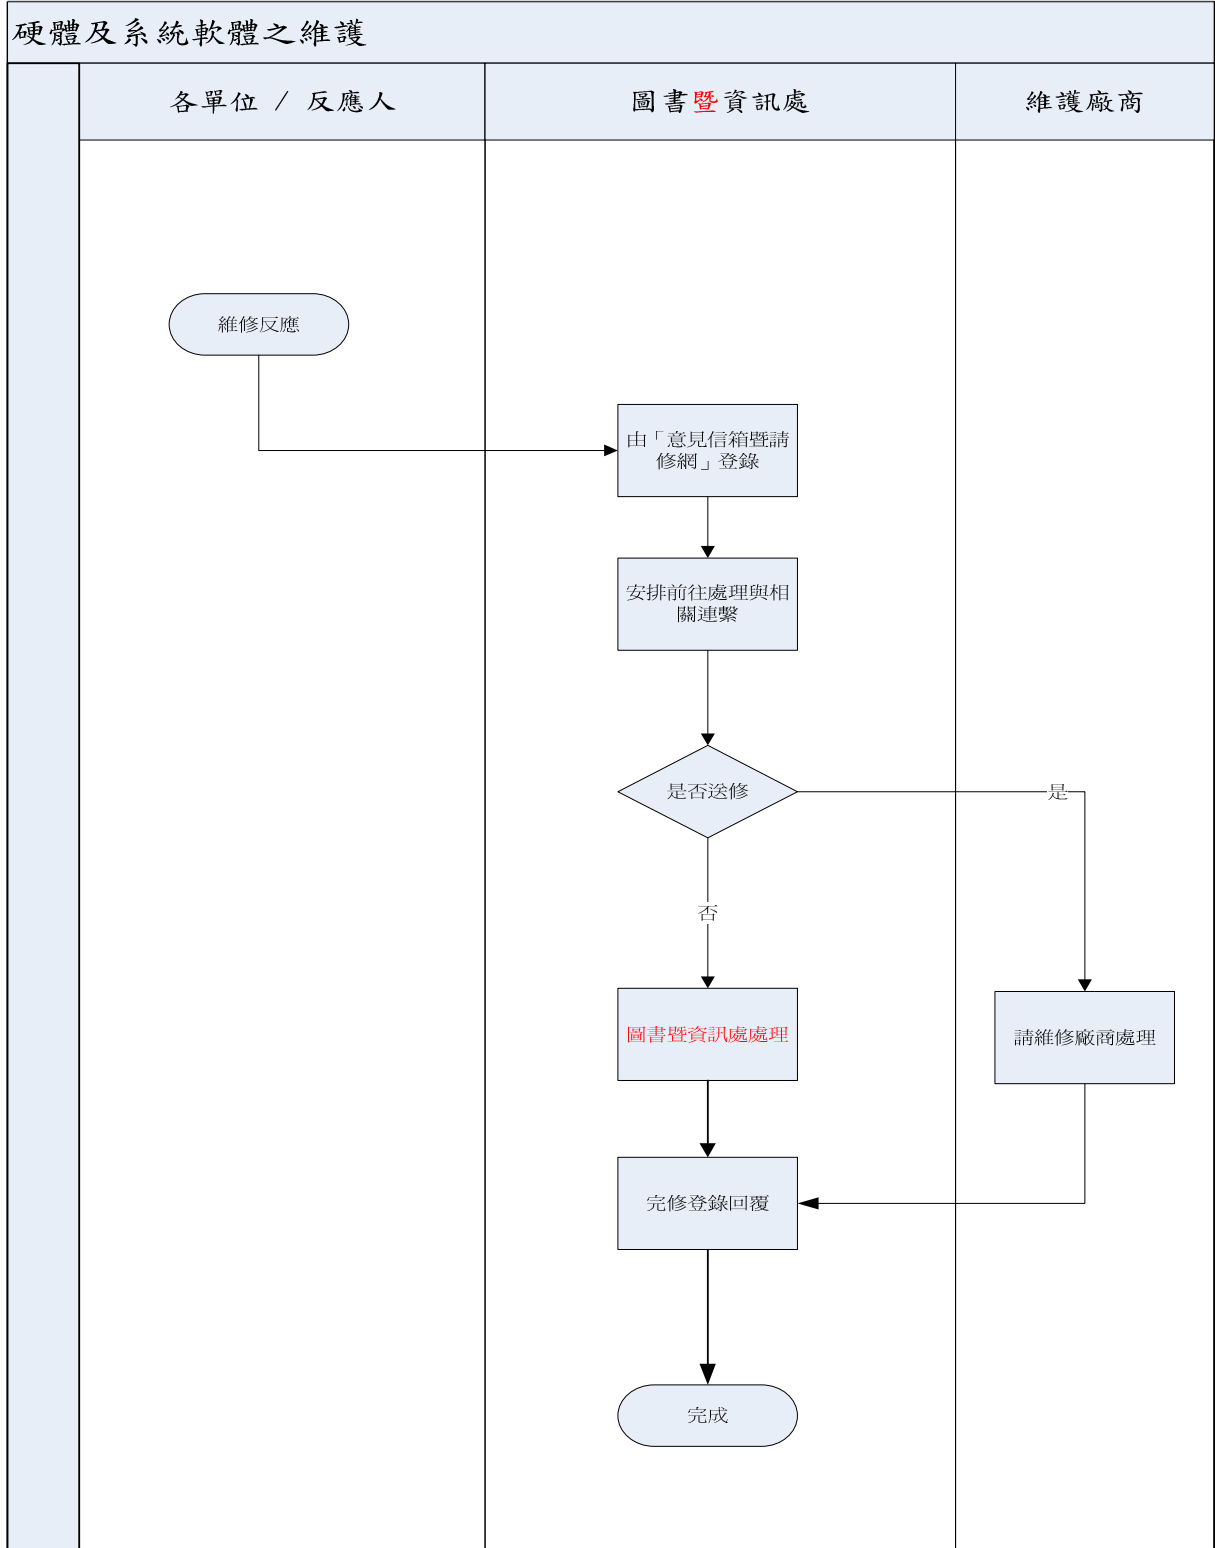 硬體及系統軟體之維護
各單位 / 反應人
圖書暨資訊處
維護廠商
維修反應
由「意見信箱暨請
修網」登錄
安排前往處理與相
關連繫
是否送修
是
否
圖書暨資訊處處理
請維修廠商處理
完修登錄回覆
完成